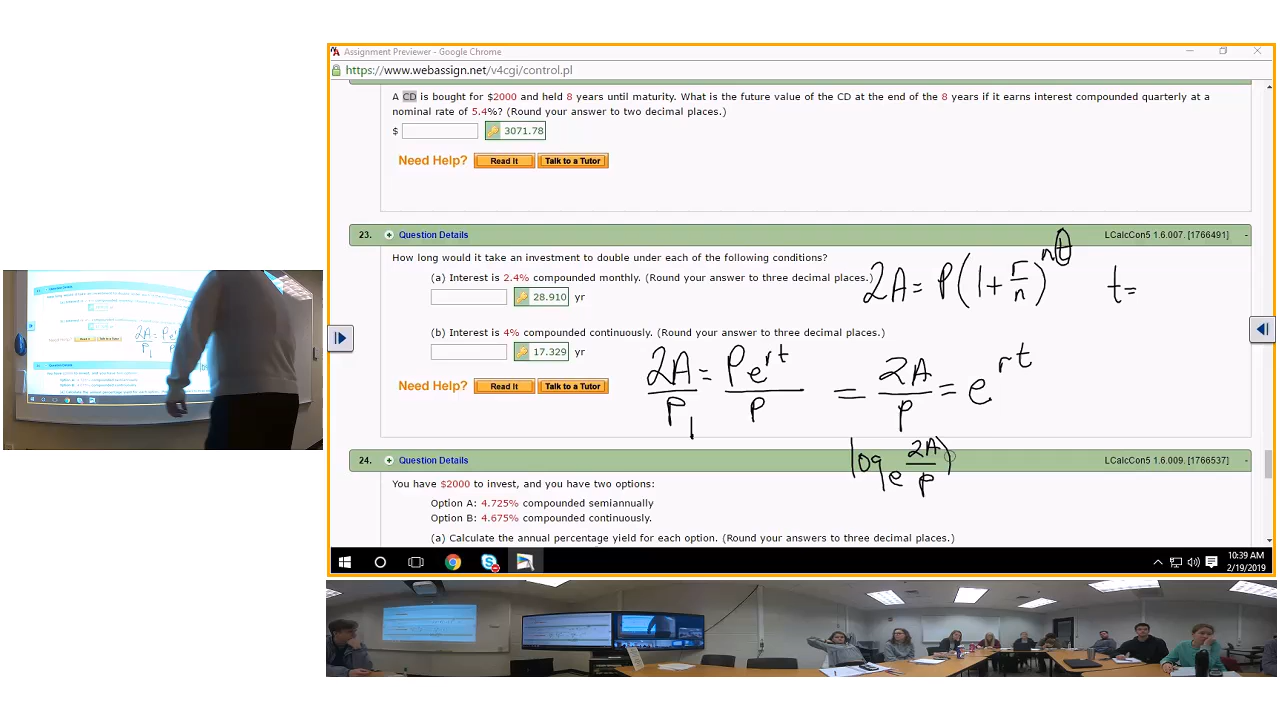 Assignment Previewer - Google Chrome
https://www.webassign.net/v4cgi/control.pl
A CD is bought for $2000 and held 8 years until maturity. What is the future value of the CD at the end of the 8 years if it earns interest compounded quarterly at a
nominal rate of 5.4%? (Round your answer to two decimal places.)
$ 3071.78
Need Help? Read It Talk to a Tutor
23. Question Details LCalcCon5 1.6.007. [1766491] -
How long would it take an investment to double under each of the following conditions?
(a) Interest is 2.4% compounded monthly. (Round your answer to three decimal places.)
28.910 yr
2A = P(1 + r/n)^nt t=
(b) Interest is 4% compounded continuously. (Round your answer to three decimal places.)
17.329 yr
2A/P = Pe^rt/P = 2A/P = e^rt
Need Help? Read It Talk to a Tutor
log_e 2A/P)
24. Question Details LCalcCon5 1.6.009. [1766537] -
You have $2000 to invest, and you have two options:
Option A: 4.725% compounded semiannually
Option B: 4.675% compounded continuously.
(a) Calculate the annual percentage yield for each option. (Round your answers to three decimal places.)
10:39 AM
2/19/2019